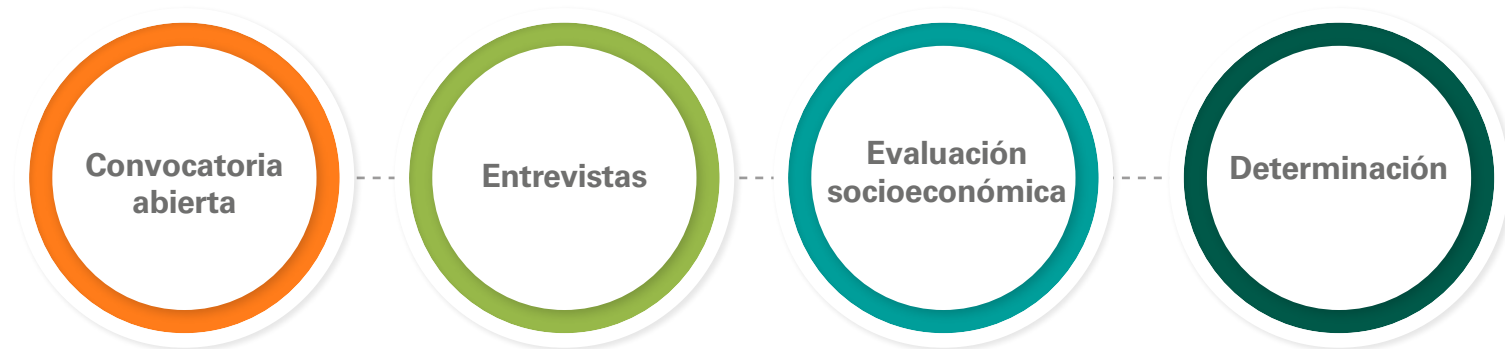 Convocatoria
abierta
Entrevistas
Evaluación
socioeconómica
Determinación